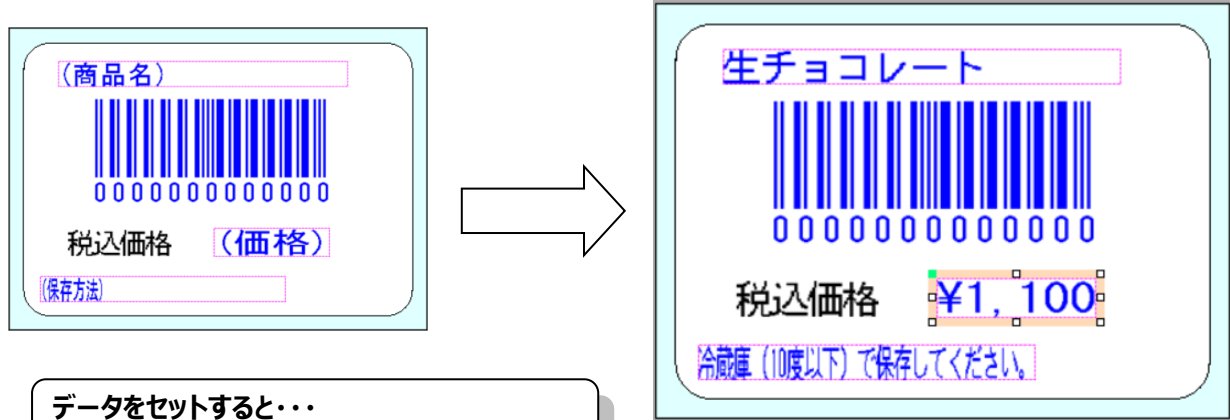 (商品名)
0000000000000
税込価格 (価格)
(保存方法)
生チョコレート
0000000000000
税込価格 ¥1,100
冷蔵庫(10度以下)で保存してください。
データをセットすると・・・